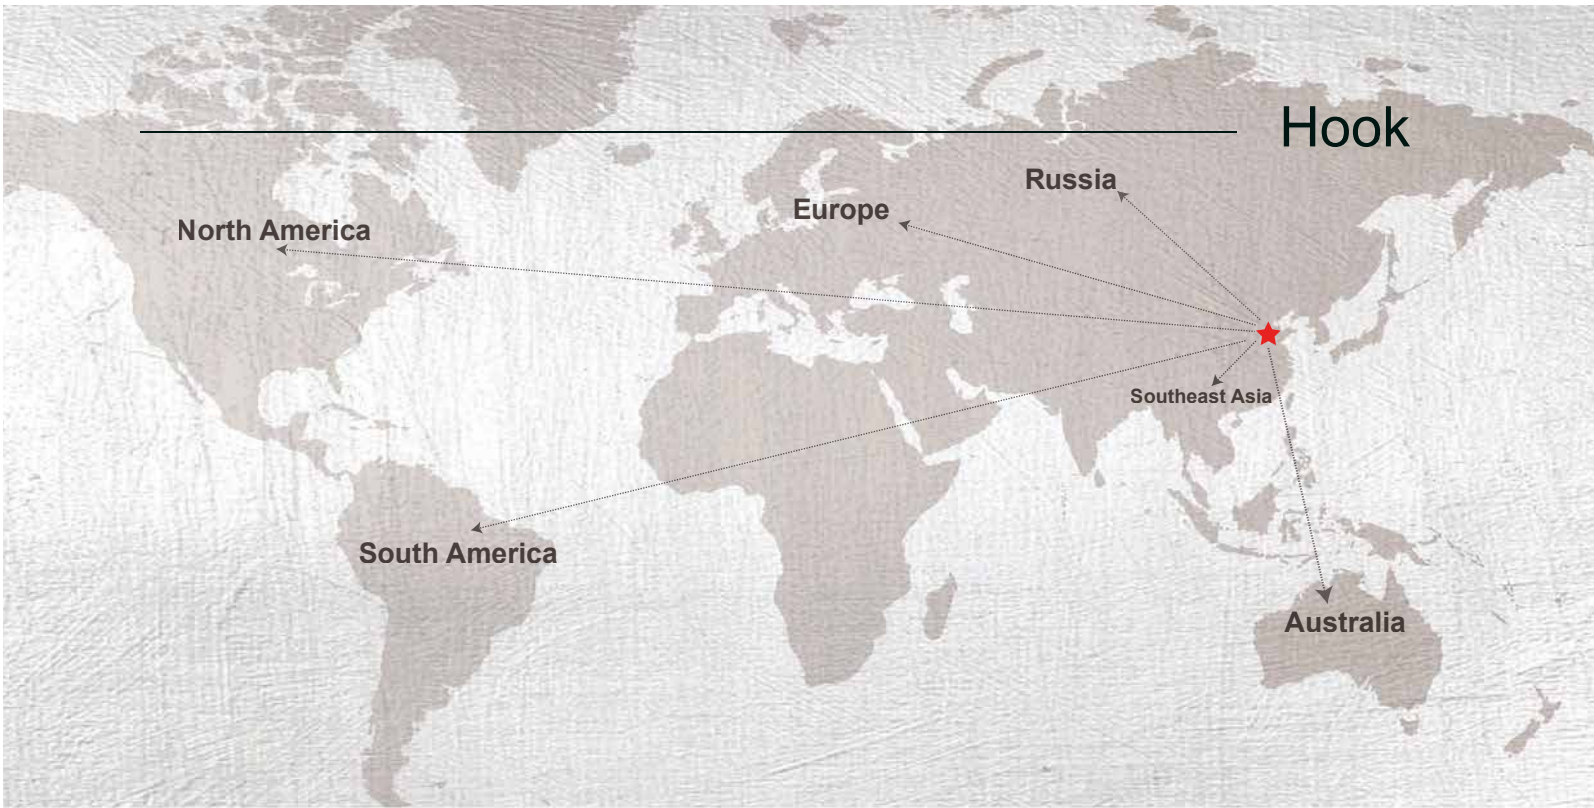 Hook
Russia
Europe
North America
Southeast Asia
South America
Australia